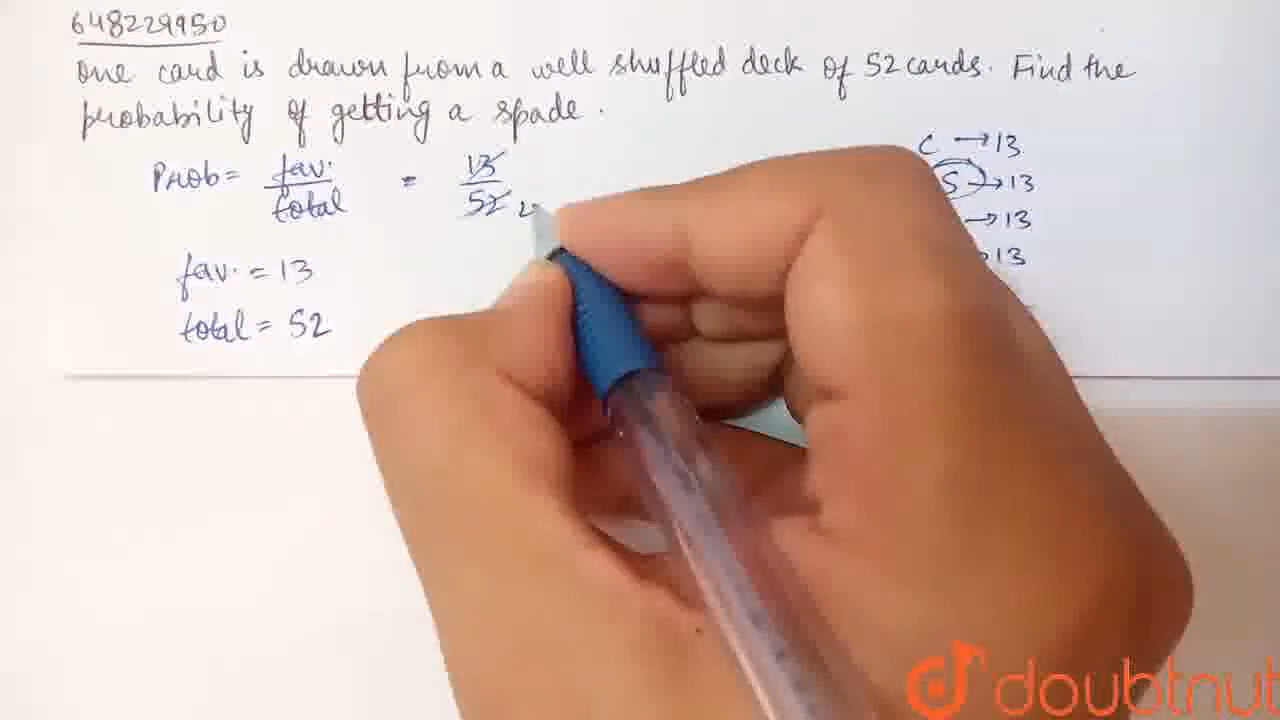 648229950
One card is drawn from a well shuffled deck of 52 cards. Find the
probability of getting a spade.
Prob = fav. / total = 13 / 52 4
fav. = 13
total = 52
C → 13
S → 13
→ 13
→ 13
doubtnut